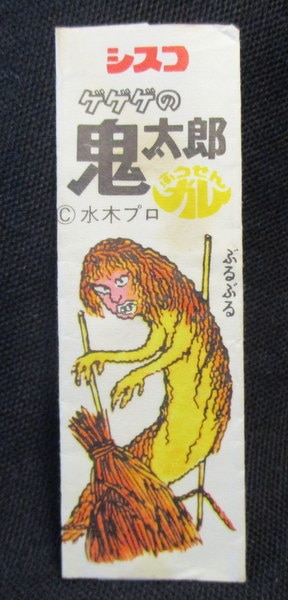 シスコ
ゲゲゲの
鬼太郎
ふうせん
ガム
©水木プロ
ぶるぶる